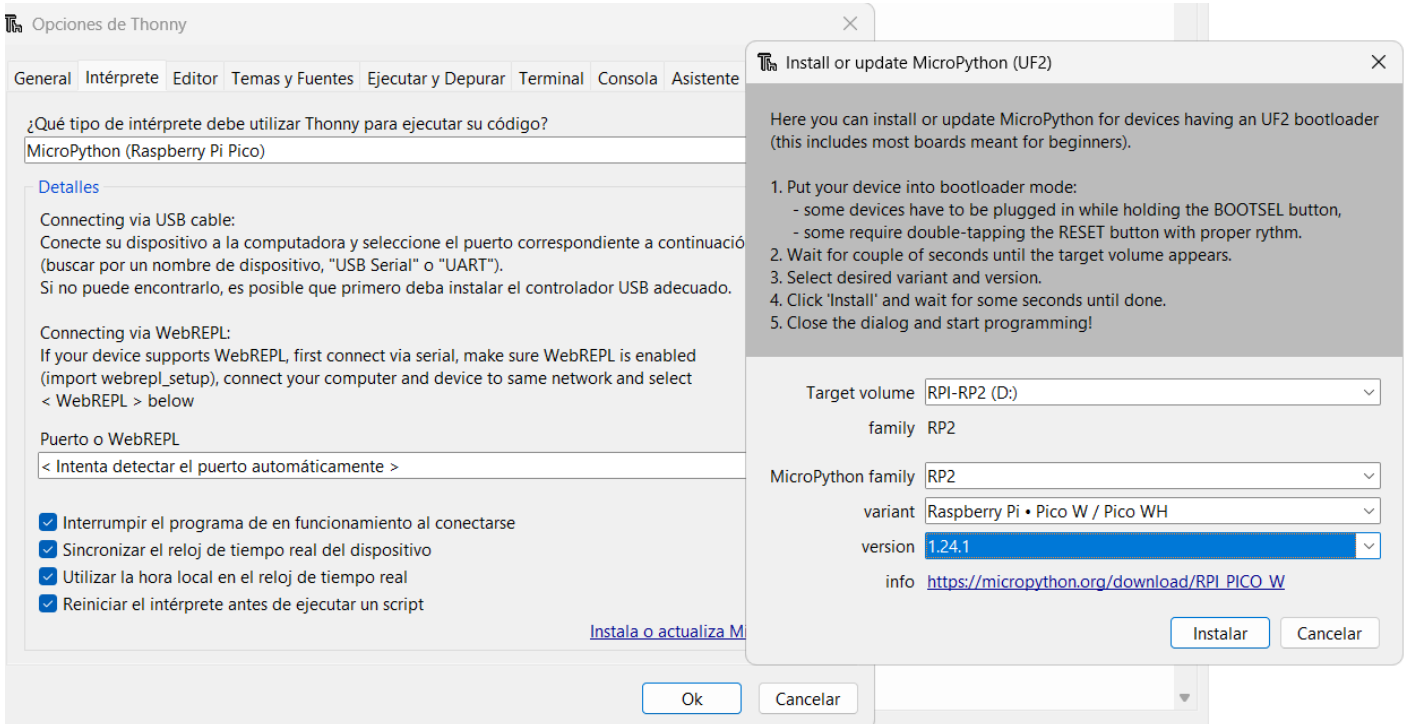 Opciones de Thonny
General Intérprete Editor Temas y Fuentes Ejecutar y Depurar Terminal Consola Asistente
¿Qué tipo de intérprete debe utilizar Thonny para ejecutar su código?
MicroPython (Raspberry Pi Pico)
Detalles
Connecting via USB cable:
Conecte su dispositivo a la computadora y seleccione el puerto correspondiente a continuació
(buscar por un nombre de dispositivo, "USB Serial" o "UART").
Si no puede encontrarlo, es posible que primero deba instalar el controlador USB adecuado.
Connecting via WebREPL:
If your device supports WebREPL, first connect via serial, make sure WebREPL is enabled
(import webrepl_setup), connect your computer and device to same network and select
< WebREPL > below
Puerto o WebREPL
< Intenta detectar el puerto automáticamente >
Interrumpir el programa de en funcionamiento al conectarse
Sincronizar el reloj de tiempo real del dispositivo
Utilizar la hora local en el reloj de tiempo real
Reiniciar el intérprete antes de ejecutar un script
Instala o actualiza Mi
Ok Cancelar
Install or update MicroPython (UF2)
Here you can install or update MicroPython for devices having an UF2 bootloader
(this includes most boards meant for beginners).
1. Put your device into bootloader mode:
- some devices have to be plugged in while holding the BOOTSEL button,
- some require double-tapping the RESET button with proper rythm.
2. Wait for couple of seconds until the target volume appears.
3. Select desired variant and version.
4. Click 'Install' and wait for some seconds until done.
5. Close the dialog and start programming!
Target volume RPI-RP2 (D:)
family RP2
MicroPython family RP2
variant Raspberry Pi • Pico W / Pico WH
version 1.24.1
info https://micropython.org/download/RPI_PICO_W
Instalar Cancelar